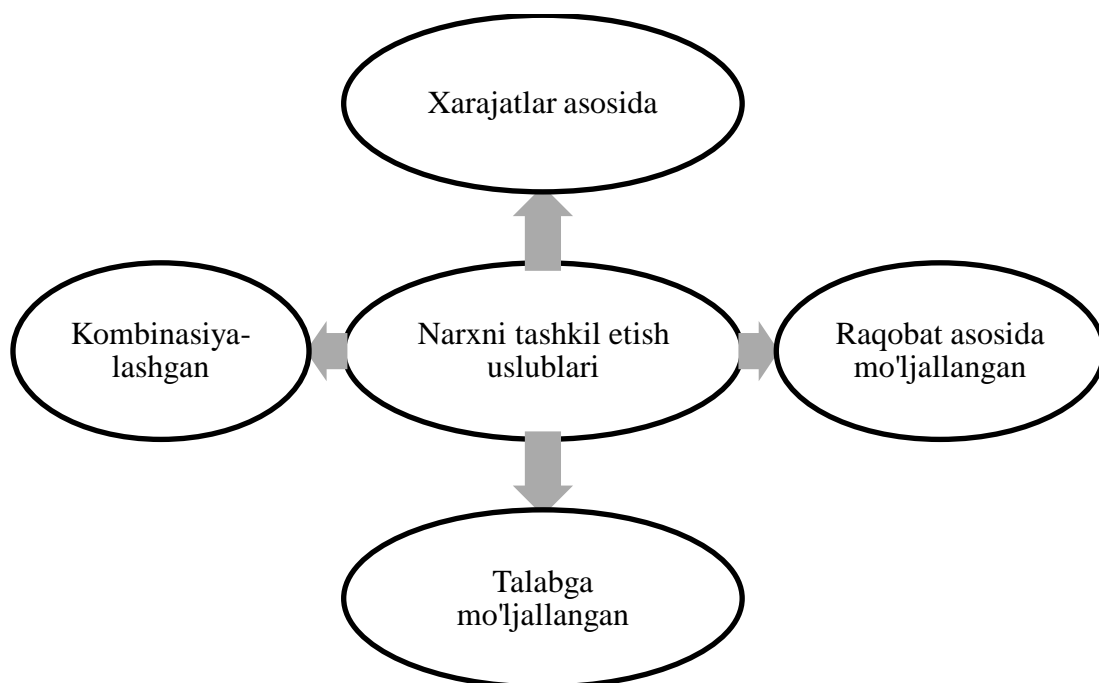 Xarajatlar asosida
Kombinasiya-
lashgan
Narxni tashkil etish
uslublari
Raqobat asosida
mo'ljallangan
Talabga
mo'ljallangan